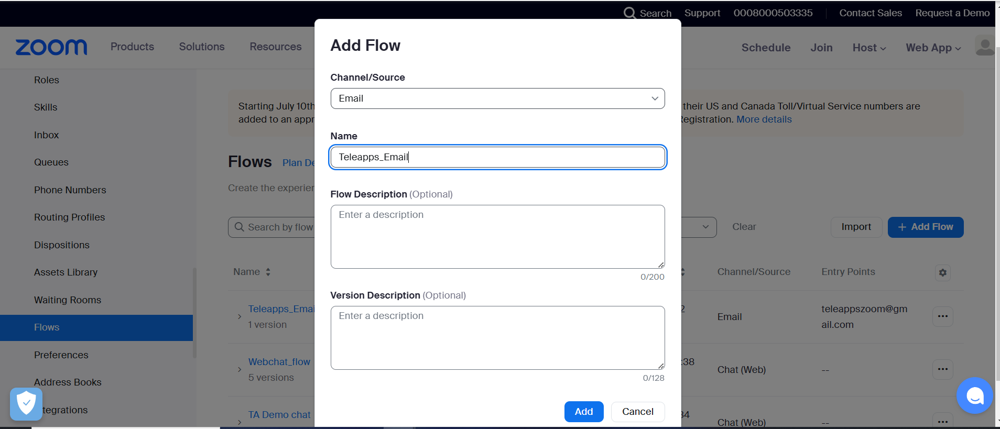 Search Support 0008000503335 Contact Sales Request a Demo
zoom Products Solutions Resources Schedule Join Host Web App
Roles
Skills
Inbox
Queues
Phone Numbers
Routing Profiles
Dispositions
Assets Library
Waiting Rooms
Flows
Preferences
Address Books
tegrations
Starting July 10th their US and Canada Toll/Virtual Service numbers are
added to an appr Registration. More details
Flows Plan De
Create the experier
Search by flow Clear Import + Add Flow
Name Channel/Source Entry Points
Teleapps_Emai
1 version
2
Email
teleappszoom@gm
ail.com
Webchat_flow
5 versions
:38
Chat (Web)
--
TA Demo chat
34
Chat (Web)
--
Add Flow
Channel/Source
Email
Name
Teleapps_Email
Flow Description (Optional)
Enter a description
0/200
Version Description (Optional)
Enter a description
0/128
Add Cancel